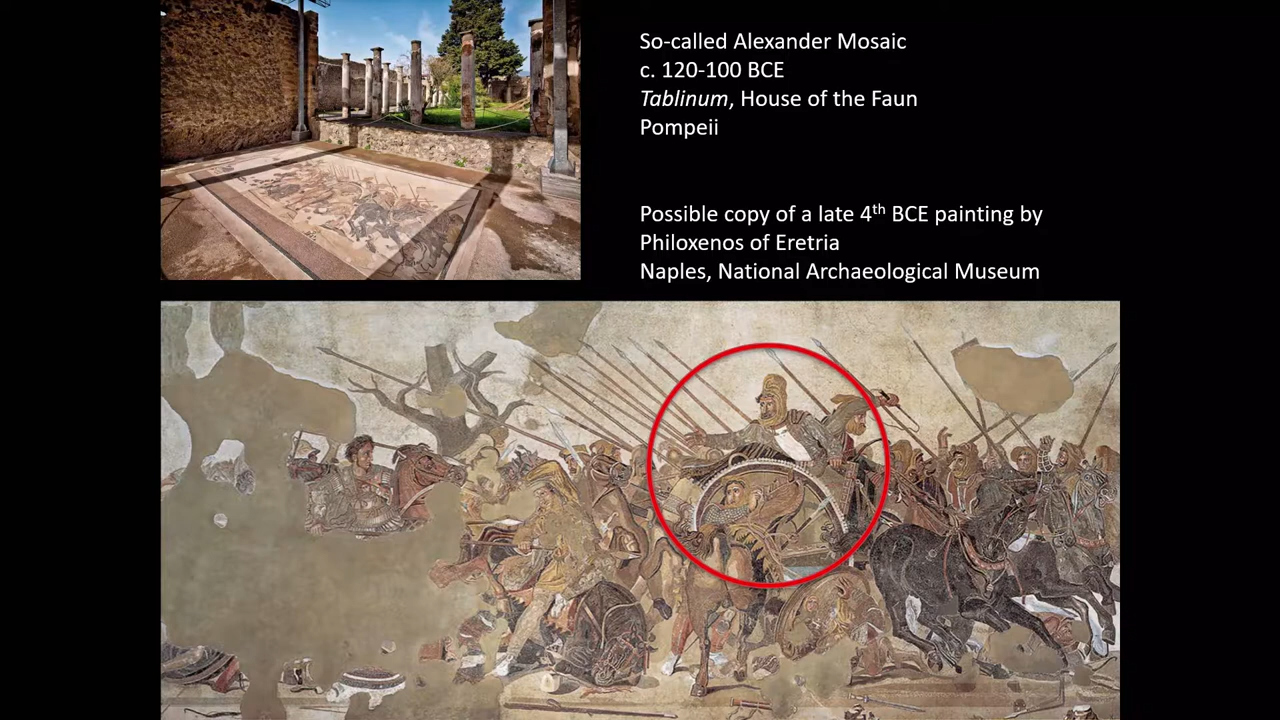 So-called Alexander Mosaic
c. 120-100 BCE
Tablinum, House of the Faun
Pompeii
Possible copy of a late 4th BCE painting by
Philoxenos of Eretria
Naples, National Archaeological Museum